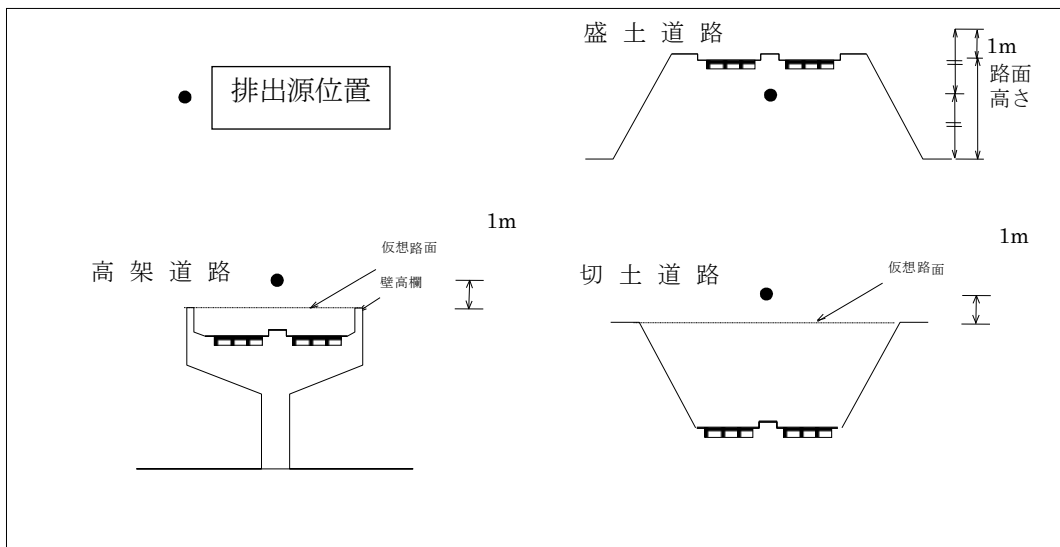 排出源位置
盛土道路
1m
路面
高さ
1m
仮想路面
高架道路
壁高欄
1m
仮想路面
切土道路